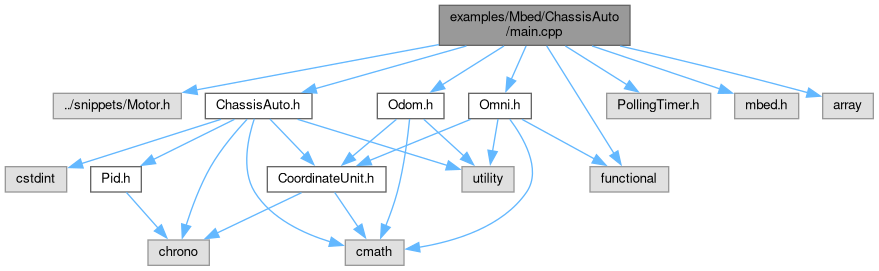 examples/Mbed/ChassisAuto
/main.cpp
../snippets/Motor.h
ChassisAuto.h
Odom.h
Omni.h
PollingTimer.h
mbed.h
array
cstdint
Pid.h
CoordinateUnit.h
utility
functional
chrono
cmath